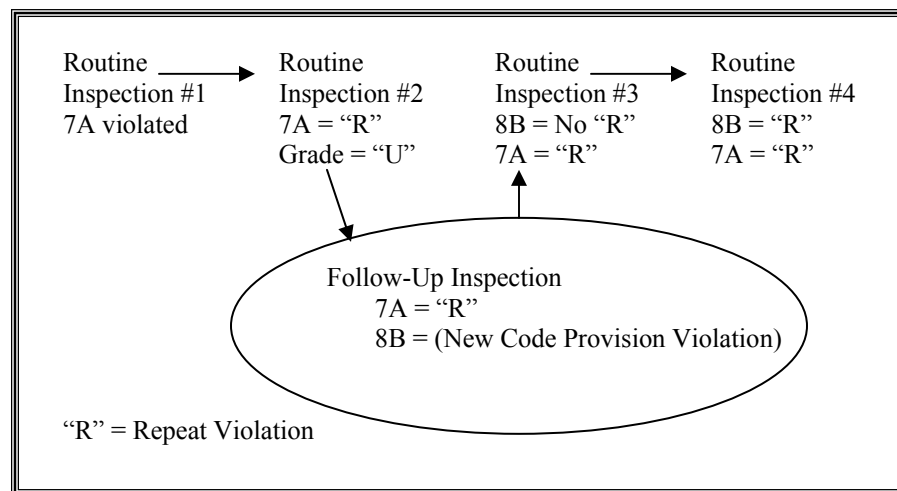 Routine
Inspection #1
7A violated
Routine
Inspection #2
7A = “R”
Grade = “U”
Routine
Inspection #3
8B = No “R”
7A = “R”
Routine
Inspection #4
8B = “R”
7A = “R”
Follow-Up Inspection
7A = “R”
8B = (New Code Provision Violation)
“R” = Repeat Violation